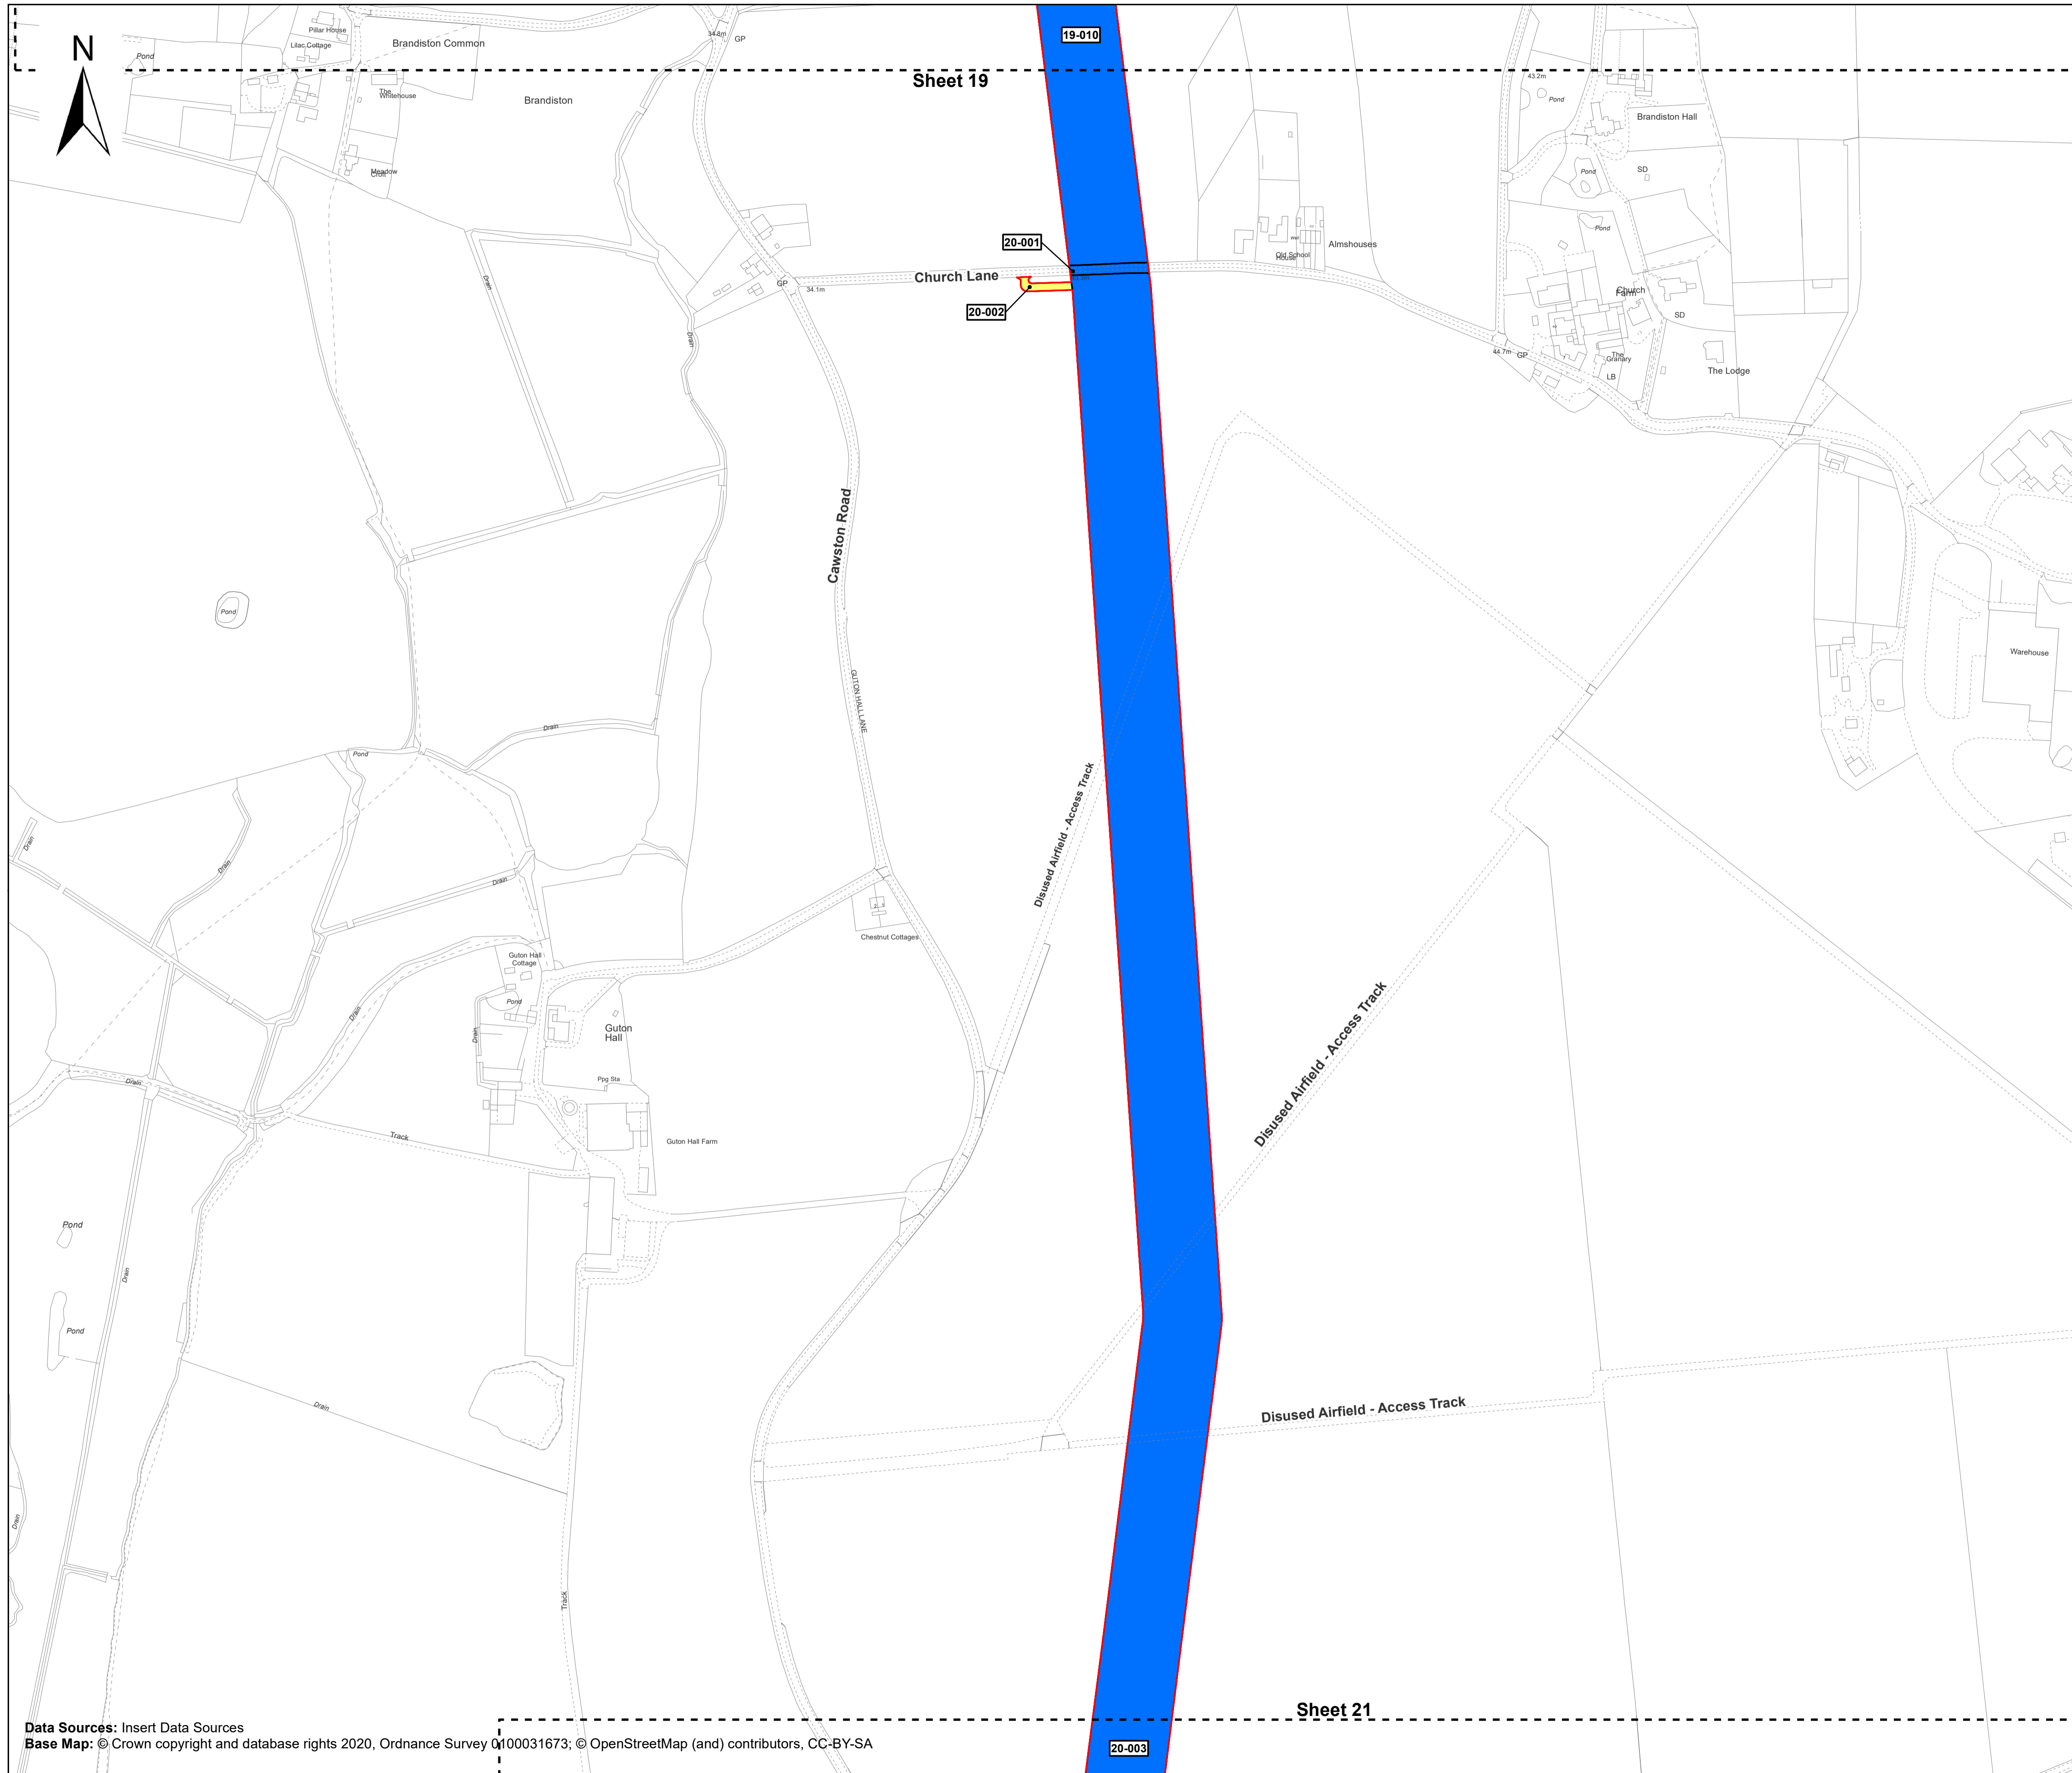 N
Pillar House
Lilac Cottage
Brandiston Common
Pond
The
Whitehouse
Brandiston
Meadow
Croft
34.8m
GP
19-010
Sheet 19
43.2m
Pond
Brandiston Hall
SD
Pond
Pond
20-001
Church Lane
20-002
GP
34.1m
Old School
House
Almshouses
Church
Farm
SD
44.7m
GP
The
Granary
LB
The Lodge
Drain
Drain
Cawston Road
GUTON HALL LANE
Pond
Warehouse
Drain
Pond
Drain
Drain
Drain
Disused Airfield - Access Track
Chestnut Cottages
Guton Hall
Cottage
Pond
Drain
Drain
Guton
Hall
Ppg Sta
Drain
Track
Guton Hall Farm
Disused Airfield - Access Track
Pond
Drain
Pond
Drain
Disused Airfield - Access Track
Drain
Track
Sheet 21
20-003
Data Sources: Insert Data Sources
Base Map: © Crown copyright and database rights 2020, Ordnance Survey 0100031673; © OpenStreetMap (and) contributors, CC-BY-SA